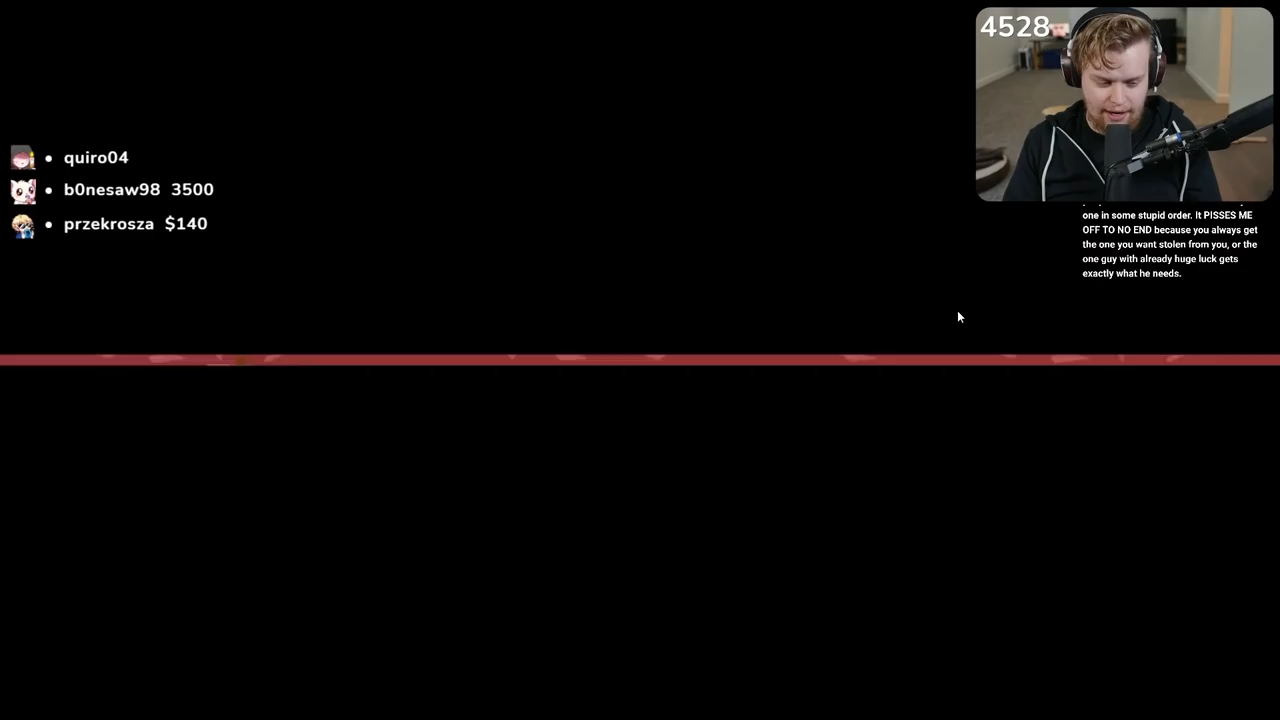 4528
quiro04
b0nesaw98 3500
przekrosza $140
one in some stupid order. It PISSES ME
OFF TO NO END because you always get
the one you want stolen from you, or the
one guy with already huge luck gets
exactly what he needs.